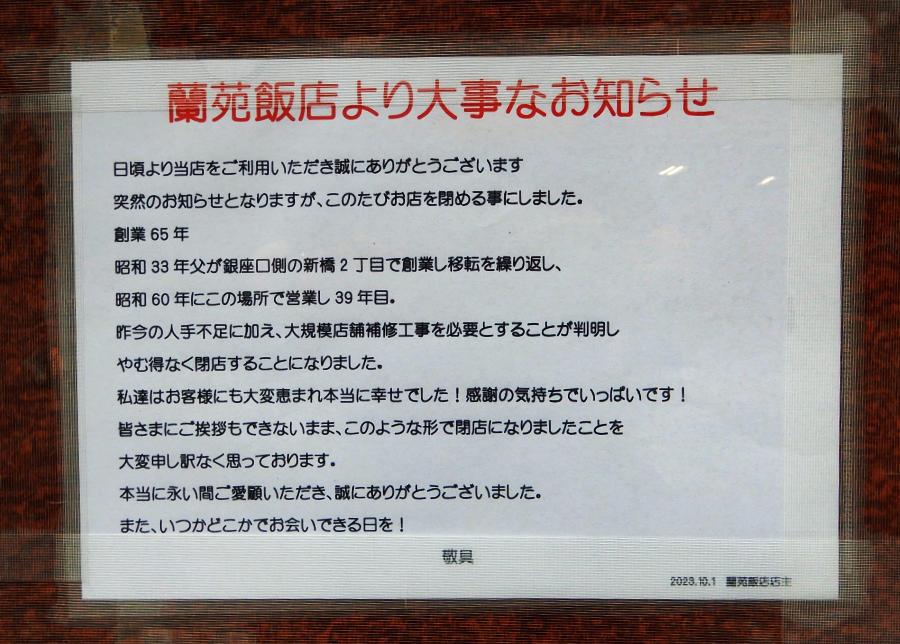 蘭苑飯店より大事なお知らせ
日頃より当店をご利用いただき誠にありがとうございます
突然のお知らせとなりますが、このたびお店を閉める事にしました。
創業 65 年
昭和 33 年父が銀座口側の新橋 2 丁目で創業し移転を繰り返し、
昭和 60 年にこの場所で営業し 39 年目。
昨今の人手不足に加え、大規模店舗補修工事を必要とすることが判明し
やむ得なく閉店することになりました。
私達はお客様にも大変恵まれ本当に幸せでした！感謝の気持ちでいっぱいです！
皆さまにご挨拶もできないまま、このような形で閉店になりましたことを
大変申し訳なく思っております。
本当に永い間ご愛顧いただき、誠にありがとうございました。
また、いつかどこかでお会いできる日を！
敬具
2023.10.1 蘭苑飯店店主